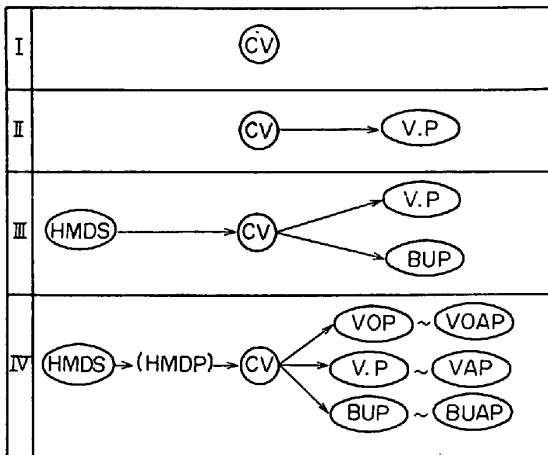 I CV
II CV V.P
III HMDS CV V.P BUP
IV HMDS (HMDP) CV VOP ~ VOAP
V.P ~ VAP
BUP ~ BUAP